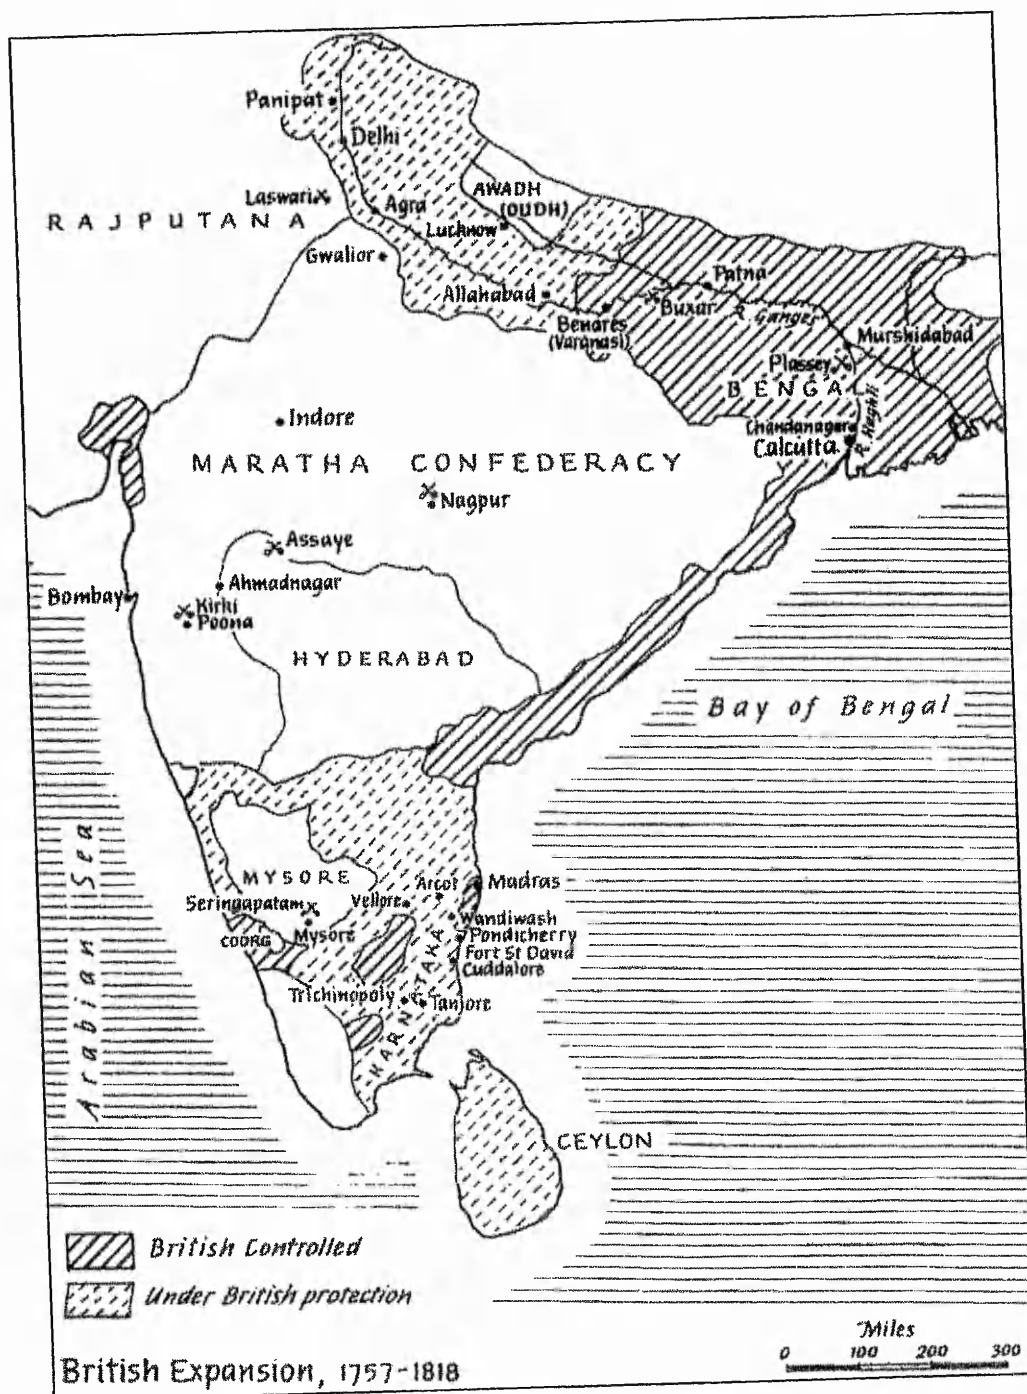 Panipat
Delhi
Laswari
RAJPUTANA
Agra
AWADH
(OUDH)
Lucknow
Gwalior
Allahabad
Benares
(Varanasi)
Buxar
Patna
R. Ganges
Murshidabad
Plassey
BENGAL
Chandanagar
Calcutta
R. Hughli
Indore
MARATHA CONFEDERACY
Nagpur
Assaye
Ahmadnagar
Bombay
Kirki
Poona
HYDERABAD
Bay of Bengal
Arabian Sea
MYSORE
Seringapatam
Mysore
COORG
Vellore
Arcot
Madras
Wandiwash
Pondicherry
Fort St David
Cuddalore
Trichinopoly
Tanjore
KARNATAKA
CEYLON
British Controlled
Under British protection
British Expansion, 1757-1818
Miles
0 100 200 300